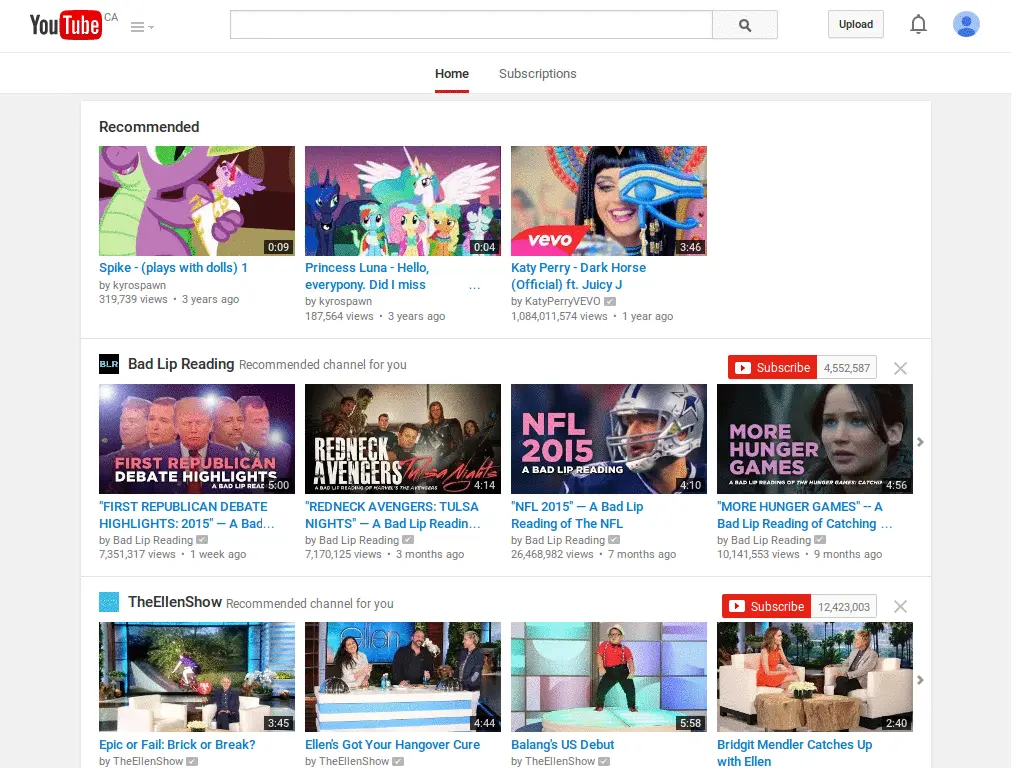 YouTube CA
Upload
Home Subscriptions
Recommended
0:09
0:04
vevo
3:46
Spike - (plays with dolls) 1
by kyrospawn
319,739 views • 3 years ago
Princess Luna - Hello,
everypony. Did I miss ...
by kyrospawn
187,564 views • 3 years ago
Katy Perry - Dark Horse
(Official) ft. Juicy J
by KatyPerryVEVO
1,084,011,574 views • 1 year ago
BLR Bad Lip Reading Recommended channel for you
Subscribe 4,552,587
FIRST REPUBLICAN
DEBATE HIGHLIGHTS
A BAD LIP READ
5:00
REDNECK
AVENGERS Tulsa Nights
A BAD LIP READING OF MARVEL'S THE AVENGERS
4:14
NFL
2015
A BAD LIP READING
4:10
MORE
HUNGER
GAMES
A BAD LIP READING OF THE HUNGER GAMES: CATCHIN
4:56
"FIRST REPUBLICAN DEBATE
HIGHLIGHTS: 2015" — A Bad...
by Bad Lip Reading
7,351,317 views • 1 week ago
"REDNECK AVENGERS: TULSA
NIGHTS" — A Bad Lip Readin...
by Bad Lip Reading
7,170,125 views • 3 months ago
"NFL 2015" — A Bad Lip
Reading of The NFL
by Bad Lip Reading
26,468,982 views • 7 months ago
"MORE HUNGER GAMES" -- A
Bad Lip Reading of Catching ...
by Bad Lip Reading
10,141,553 views • 9 months ago
TheEllenShow Recommended channel for you
Subscribe 12,423,003
3:45
ellen
4:44
5:58
2:40
Epic or Fail: Brick or Break?
by TheEllenShow
Ellen's Got Your Hangover Cure
by TheEllenShow
Balang's US Debut
by TheEllenShow
Bridgit Mendler Catches Up
with Ellen